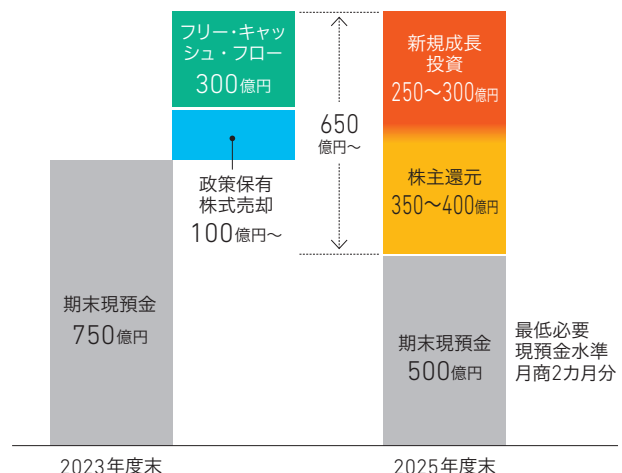 フリー・キャッ
シュ・フロー
300億円
政策保有
株式売却
100億円～
650
億円～
新規成長
投資
250～300億円
株主還元
350～400億円
期末現預金
750億円
期末現預金
500億円
最低必要
現預金水準
月商2カ月分
2023年度末
2025年度末